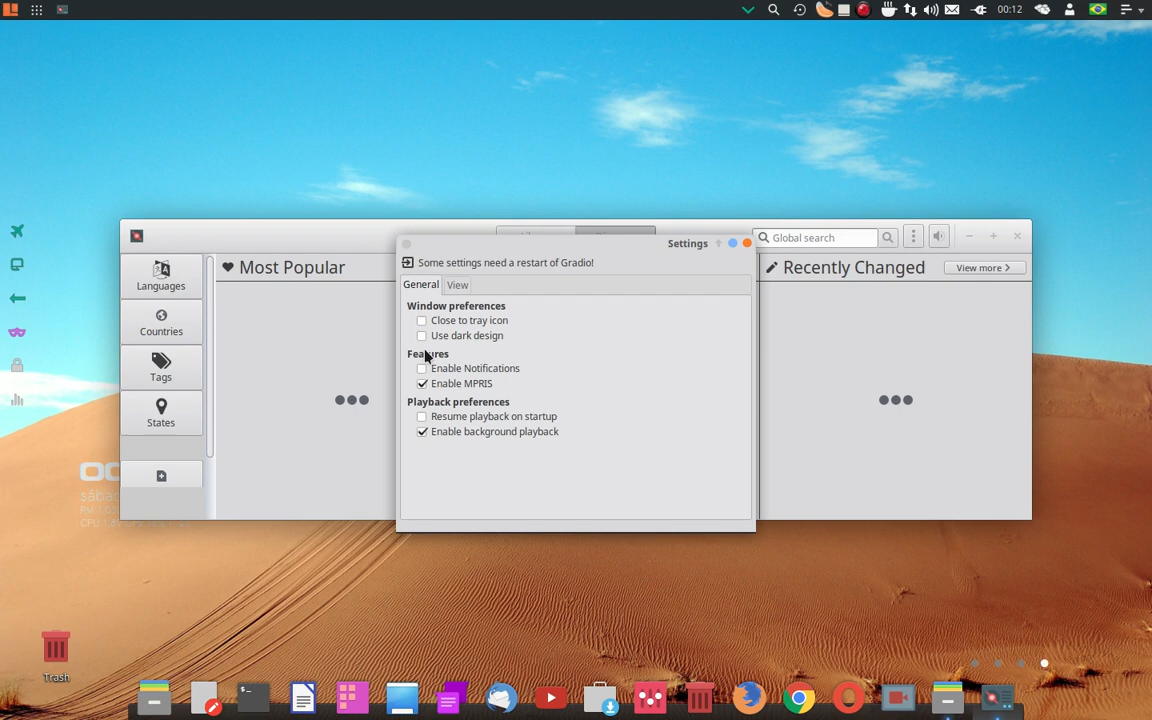 00:12
Global search
Settings
Some settings need a restart of Gradio!
General View
Languages
Most Popular
Recently Changed
View more
Window preferences
Close to tray icon
Use dark design
Countries
Features
Enable Notifications
Tags
Enable MPRIS
Playback preferences
Resume playback on startup
States
Enable background playback
Trash